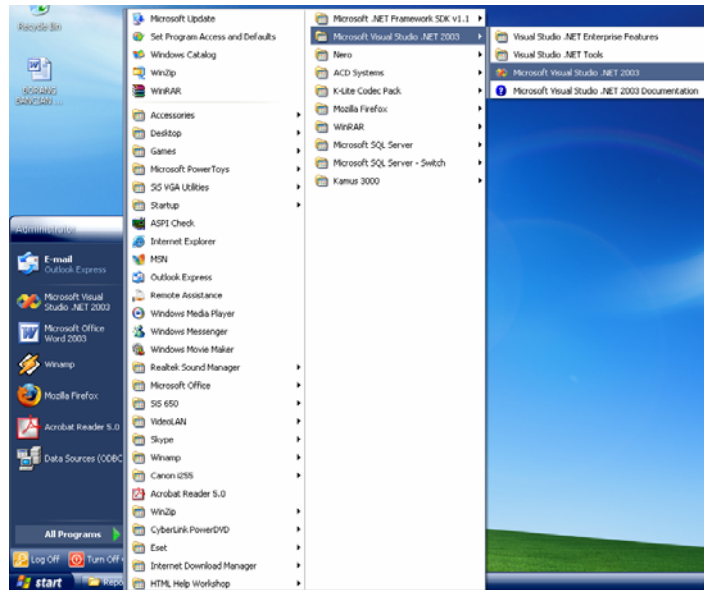 Recycle Bin
BORANG
Administrator
E-mail
Outlook Express
Microsoft Visual
Studio .NET 2003
Microsoft Office
Word 2003
Winamp
Mozilla Firefox
Acrobat Reader 5.0
Data Sources (ODBC
All Programs
Log Off
Turn Off
start
Repo
Microsoft Update
Set Program Access and Defaults
Windows Catalog
WinZip
WinRAR
Accessories
Desktop
Games
Microsoft PowerToys
SiS VGA Utilities
Startup
ASPI Check
Internet Explorer
MSN
Outlook Express
Remote Assistance
Windows Media Player
Windows Messenger
Windows Movie Maker
Realtek Sound Manager
Microsoft Office
SiS 650
VideoLAN
Skype
Winamp
Canon i255
Acrobat Reader 5.0
WinZip
CyberLink PowerDVD
Eset
Internet Download Manager
HTML Help Workshop
Microsoft .NET Framework SDK v1.1
Microsoft Visual Studio .NET 2003
Nero
ACD Systems
K-Lite Codec Pack
Mozilla Firefox
WinRAR
Microsoft SQL Server
Microsoft SQL Server - Switch
Kamus 3000
Visual Studio .NET Enterprise Features
Visual Studio .NET Tools
Microsoft Visual Studio .NET 2003
Microsoft Visual Studio .NET 2003 Documentation